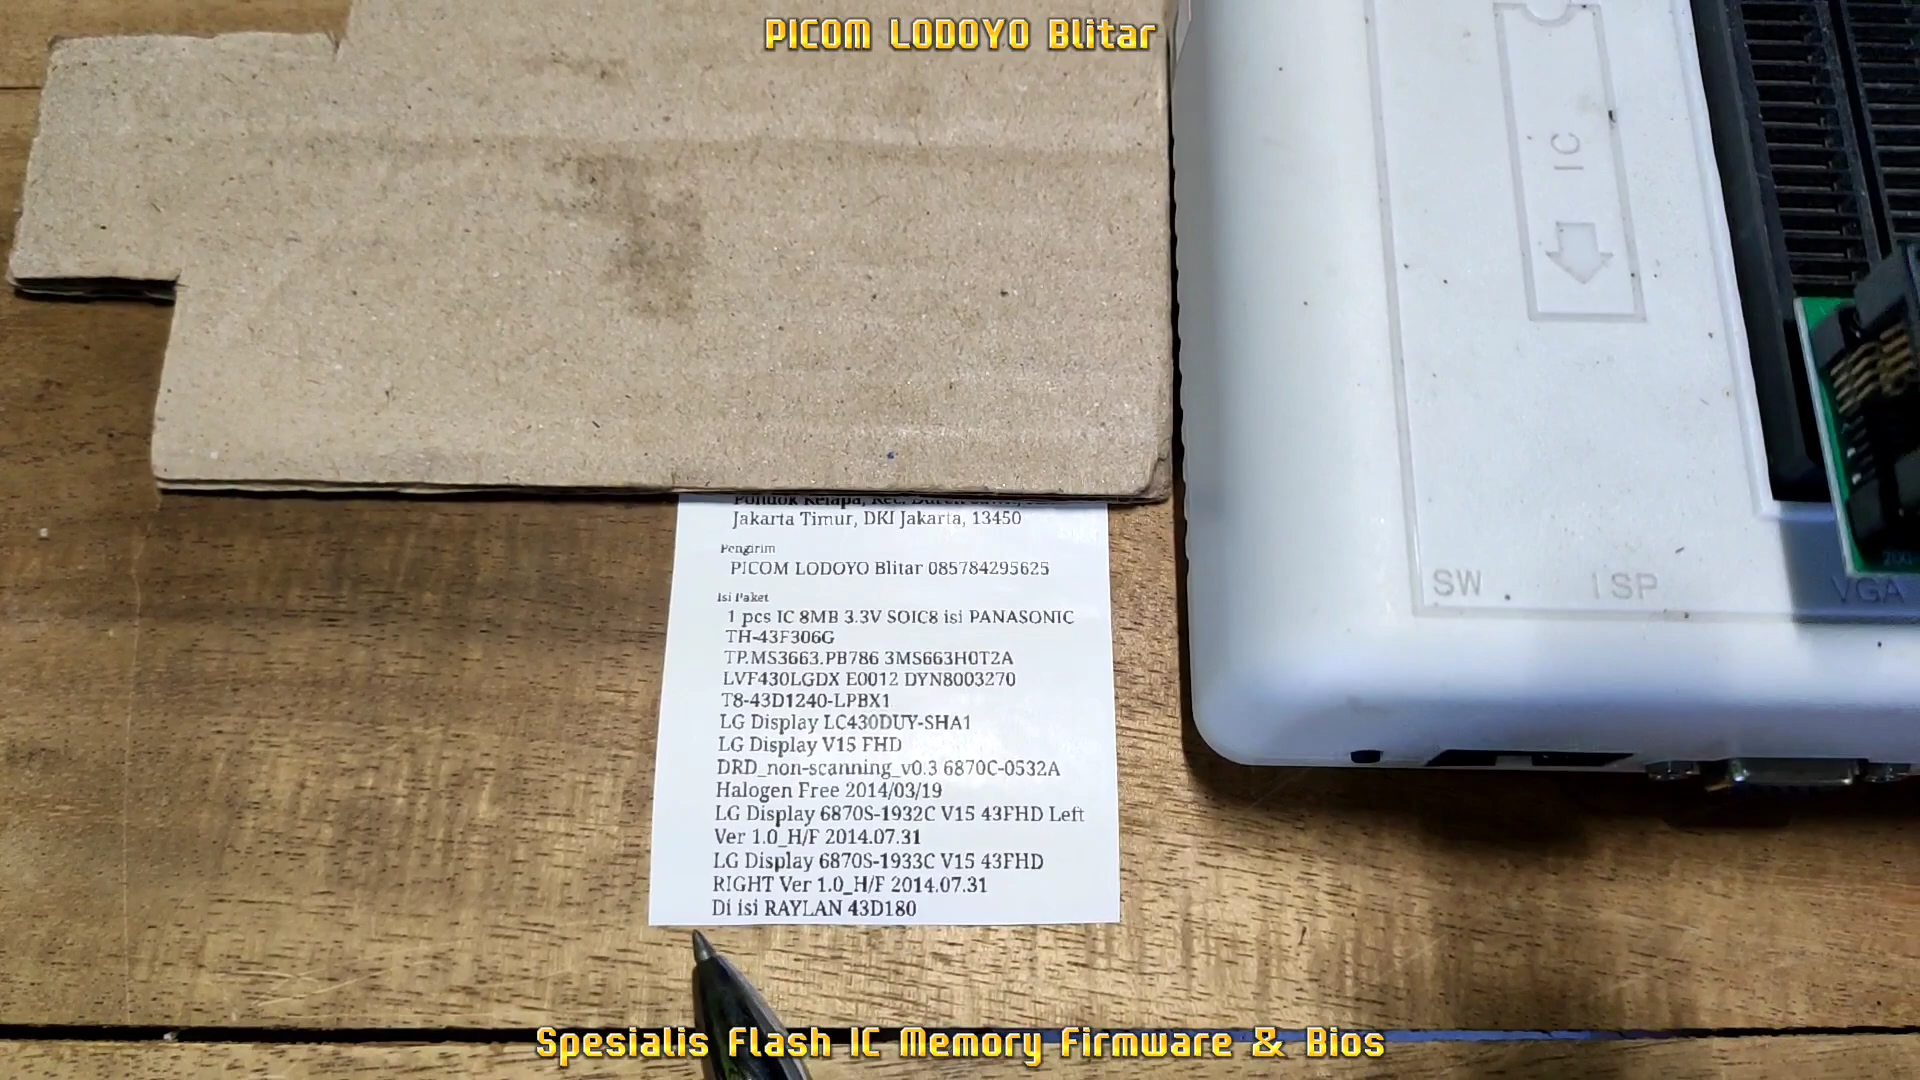 PICOM LODOYO Blitar
IC
Pondok Kelapa, Kec. Duren
Jakarta Timur, DKI Jakarta, 13450
Pengirim
PICOM LODOYO Blitar 085784295625
Isi Paket
1 pcs IC 8MB 3.3V SOIC8 isi PANASONIC
TH-43F306G
TP.MS3663.PB786 3MS663H0T2A
LVF430LGDX E0012 DYN8003270
T8-43D1240-LPBX1
LG Display LC430DUY-SHA1
LG Display V15 FHD
DRD_non-scanning_v0.3 6870C-0532A
Halogen Free 2014/03/19
LG Display 6870S-1932C V15 43FHD Left
Ver 1.0_H/F 2014.07.31
LG Display 6870S-1933C V15 43FHD
RIGHT Ver 1.0_H/F 2014.07.31
Di isi RAYLAN 43D180
SW ISP VGA
Spesialis Flash IC Memory Firmware & Bios